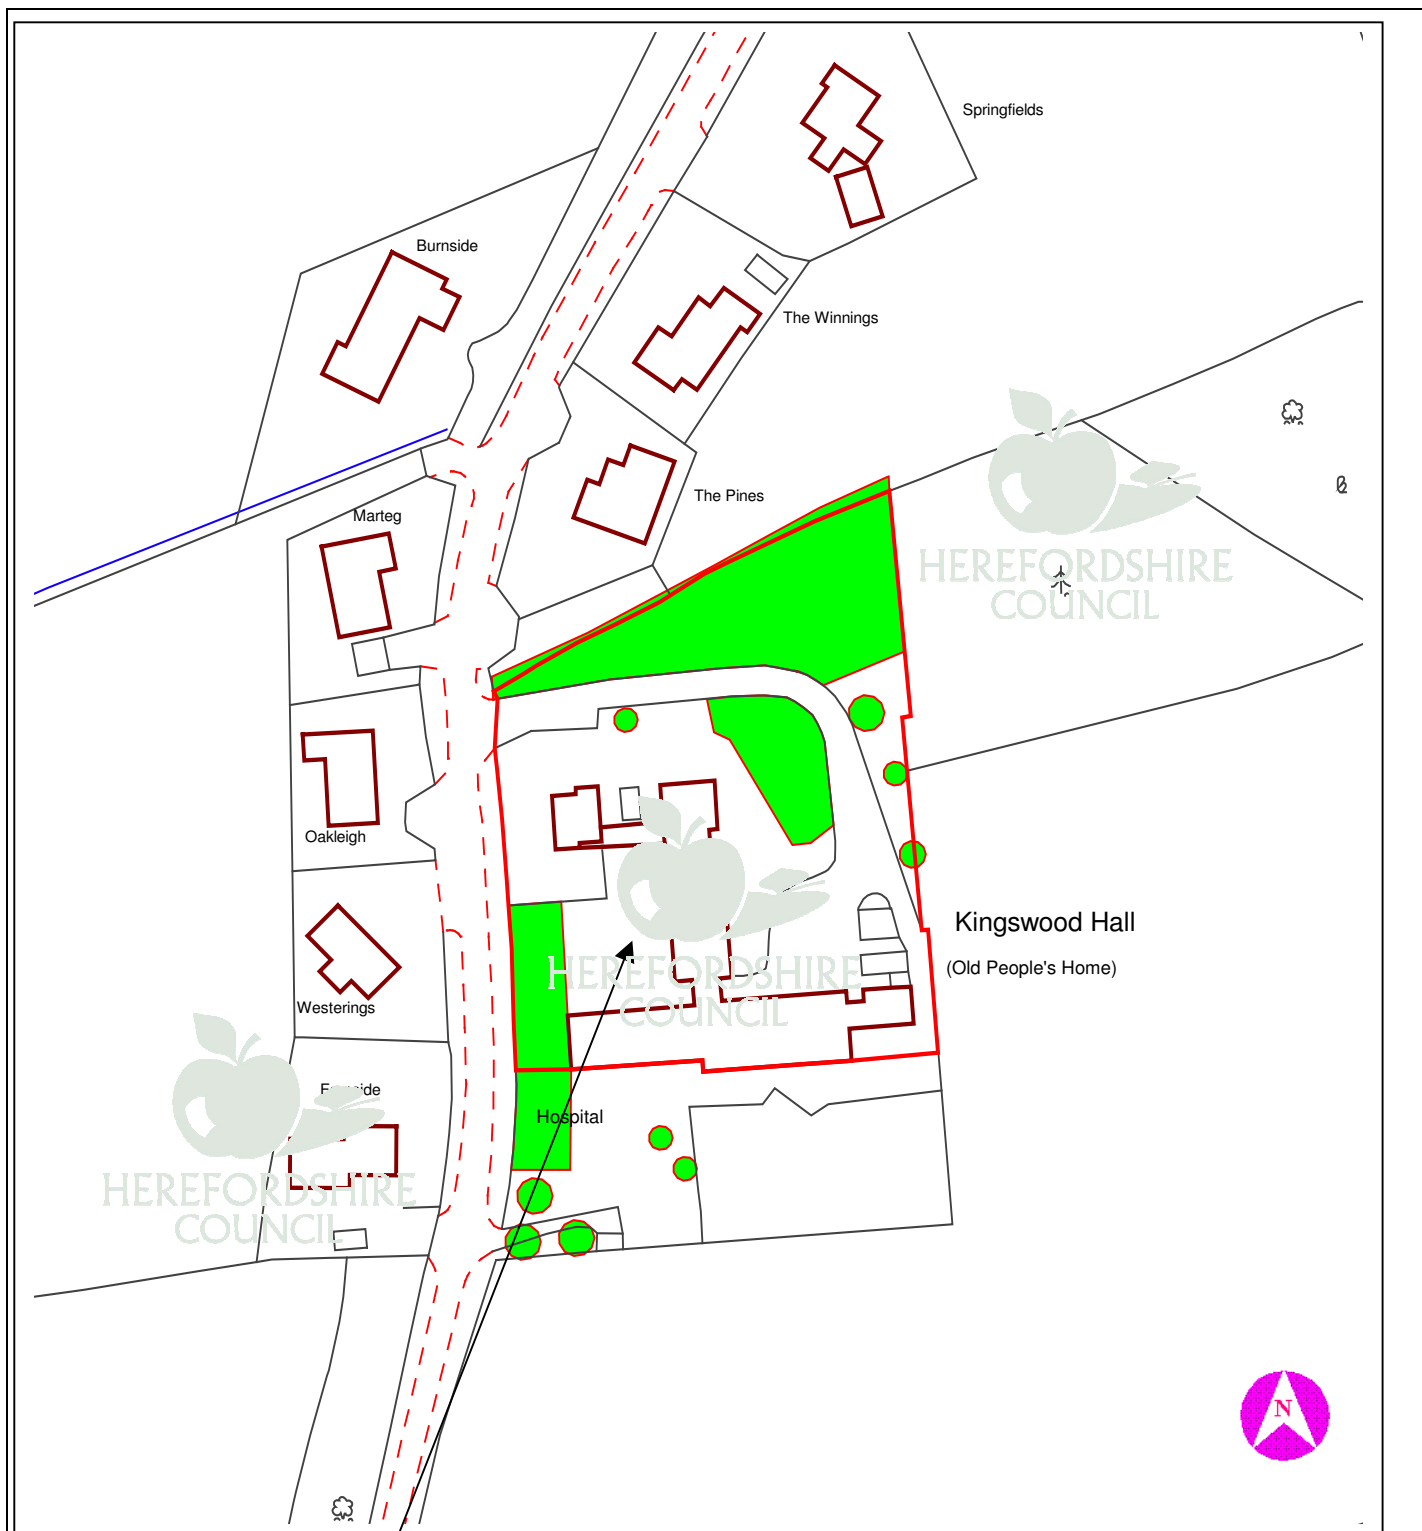 Springfields
Burnside
The Winnings
The Pines
Marteg
HEREFORDSHIRE
COUNCIL
Oakleigh
Kingswood Hall
(Old People's Home)
HEREFORDSHIRE
COUNCIL
Westerings
Hospital
HEREFORDSHIRE
COUNCIL
N